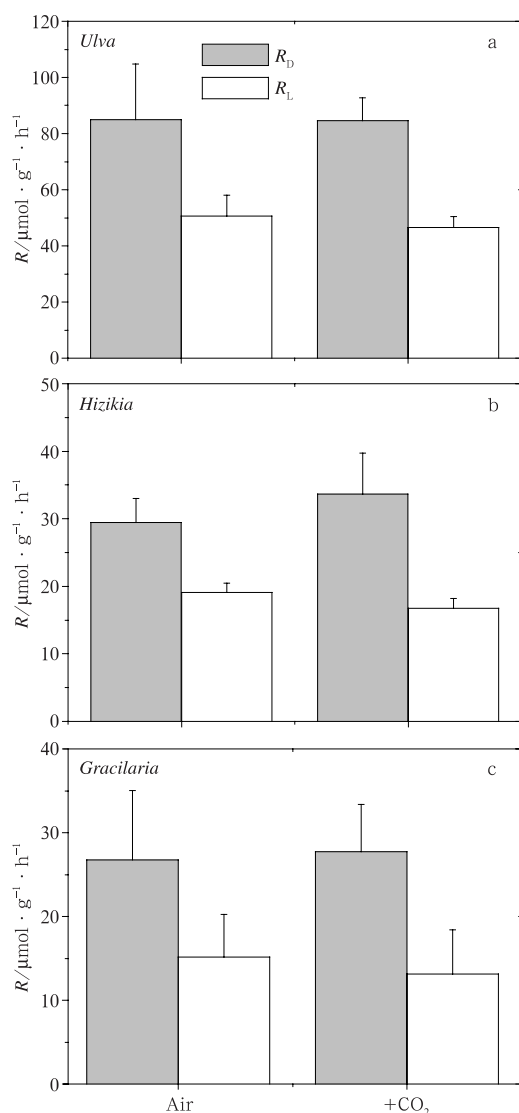 Ulva
a
R_D
R_L
R/μmol · g⁻¹ · h⁻¹
120
100
80
60
40
20
0
Hizikia
b
R/μmol · g⁻¹ · h⁻¹
50
40
30
20
10
0
Gracilaria
c
R/μmol · g⁻¹ · h⁻¹
40
30
20
10
0
Air +CO₂